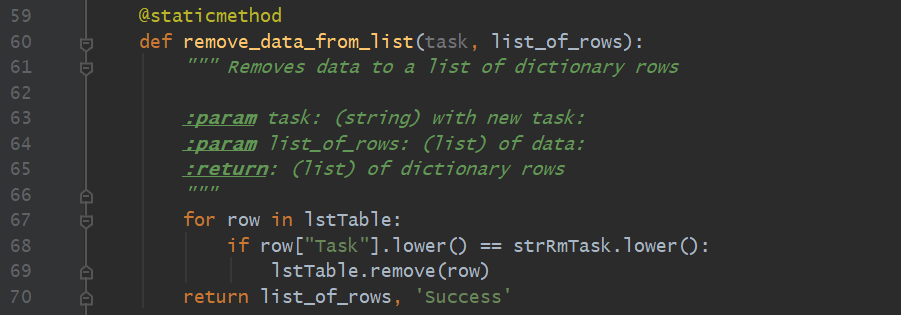 59 @staticmethod
60 def remove_data_from_list(task, list_of_rows):
61 """ Removes data to a list of dictionary rows
62
63 :param task: (string) with new task:
64 :param list_of_rows: (list) of data:
65 :return: (list) of dictionary rows
66 """
67 for row in lstTable:
68 if row["Task"].lower() == strRmTask.lower():
69 lstTable.remove(row)
70 return list_of_rows, 'Success'